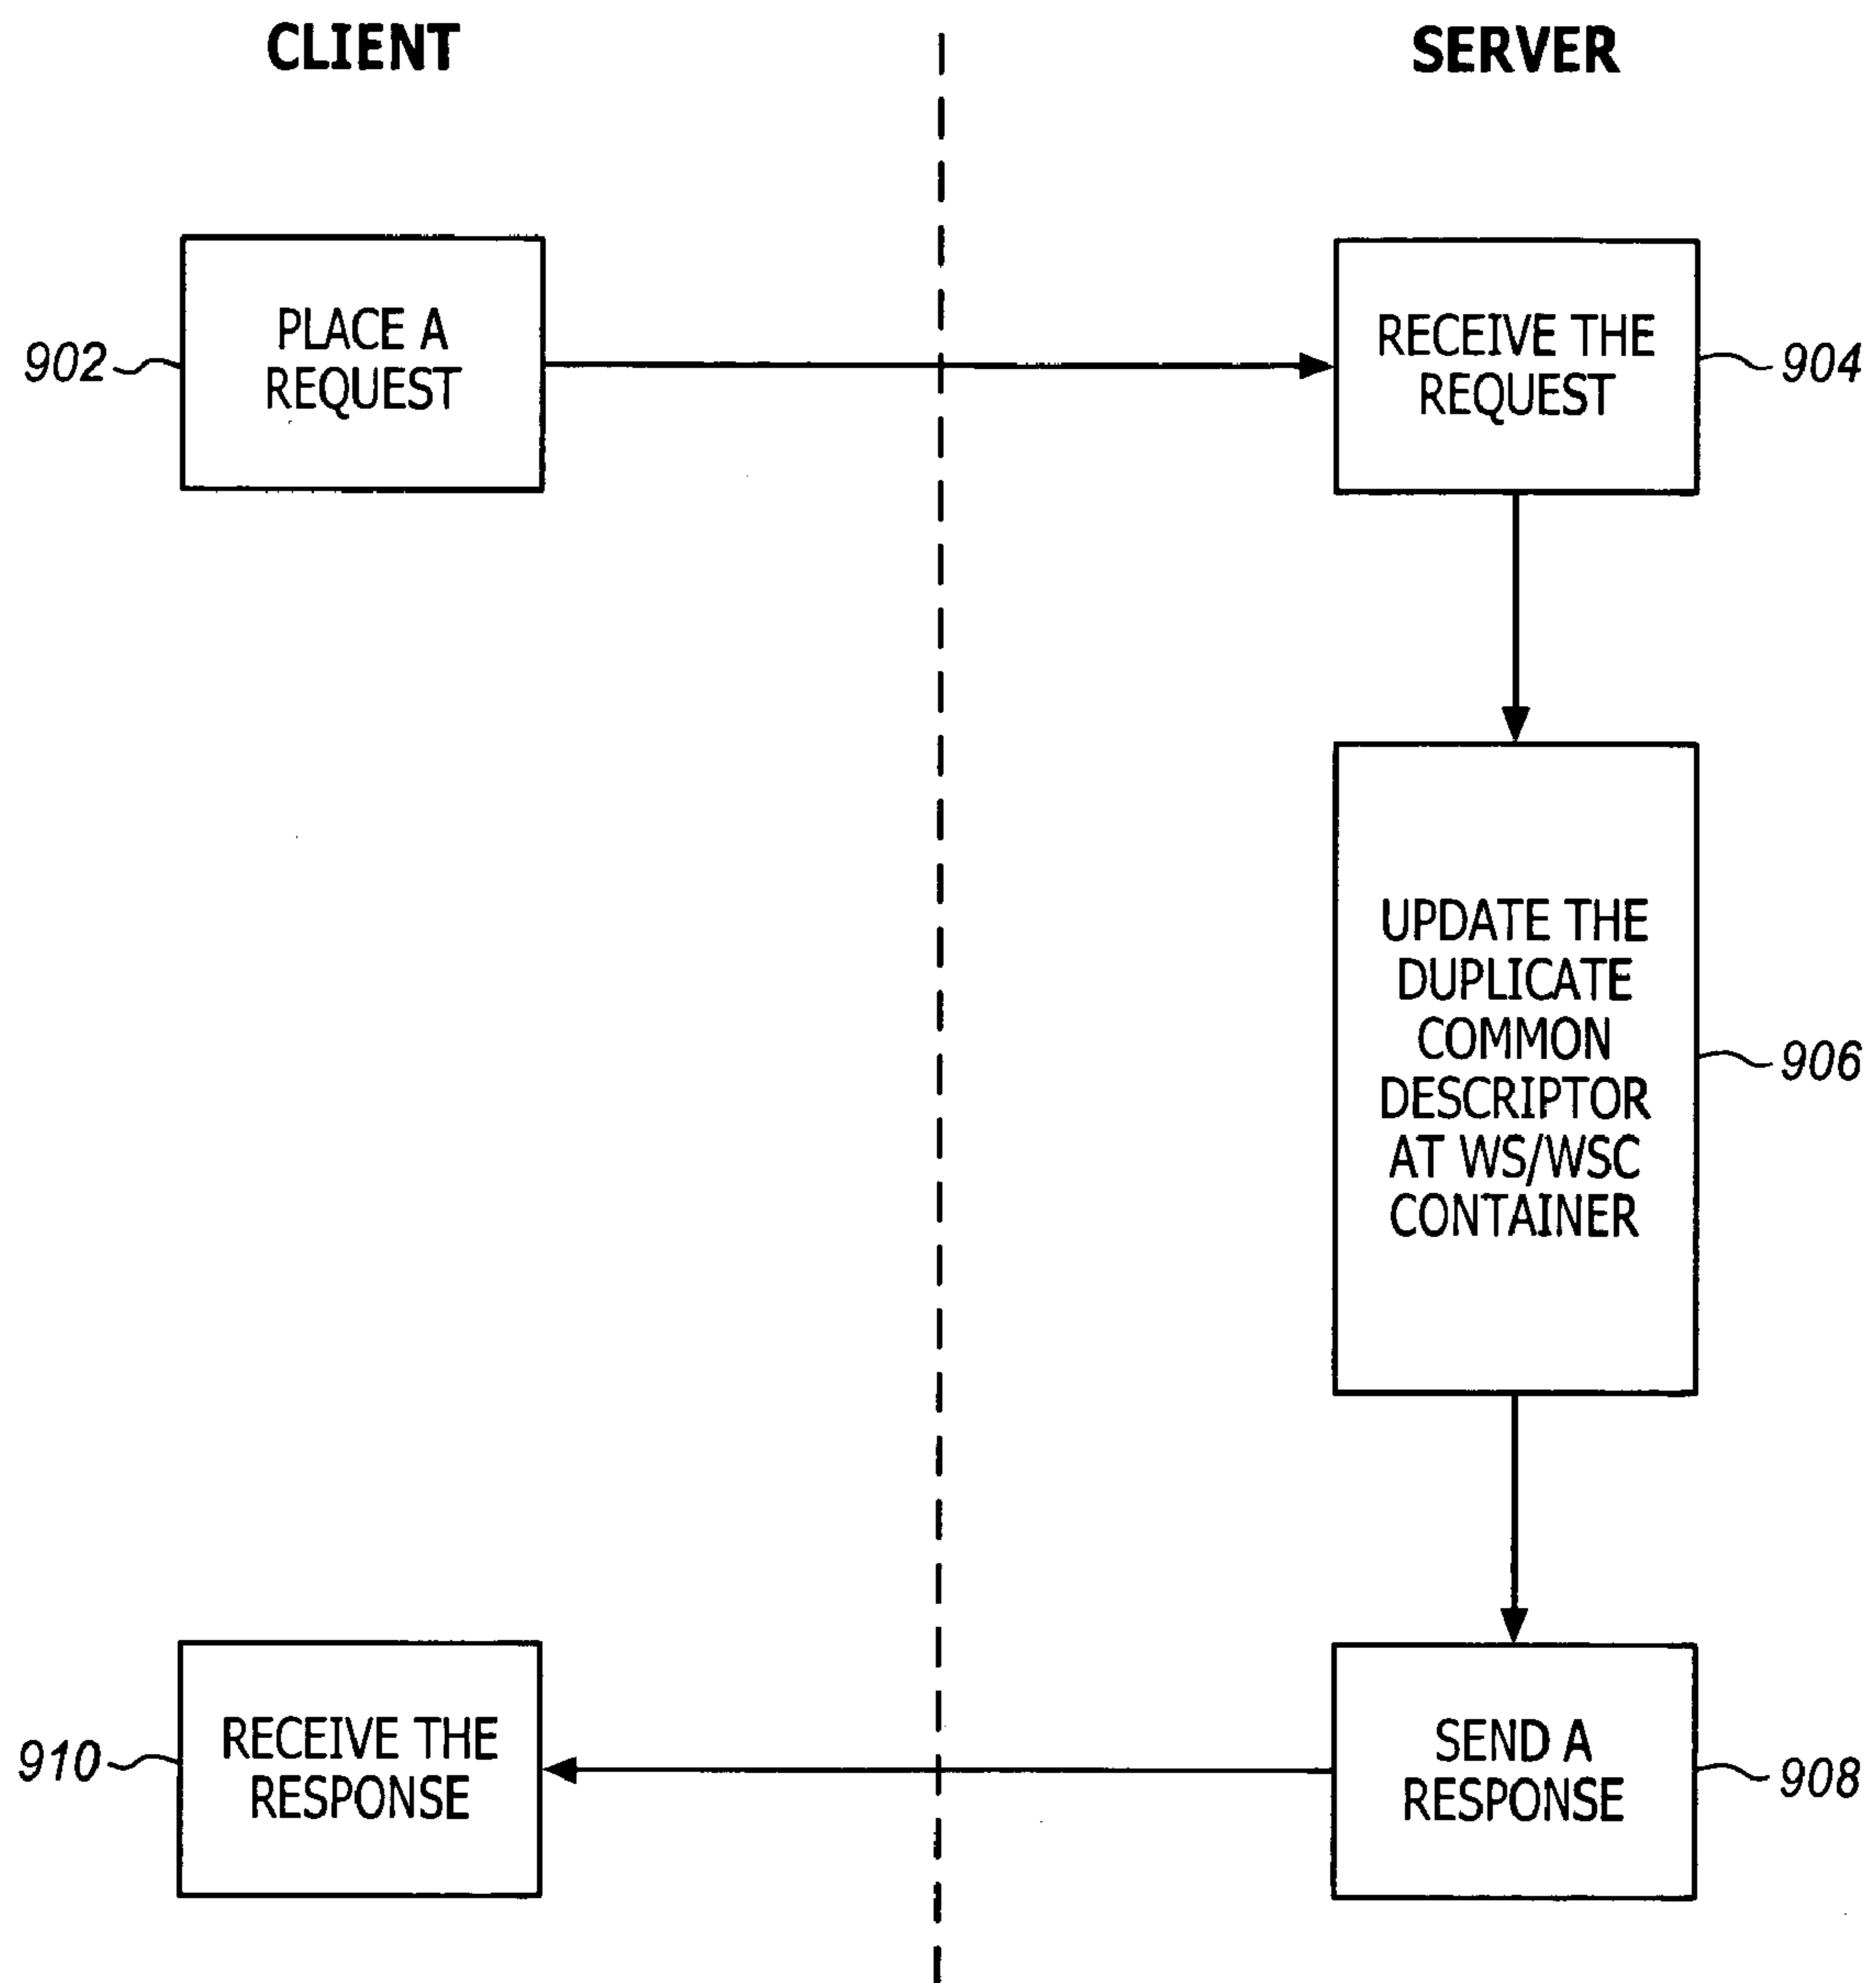 CLIENT
SERVER
PLACE A
REQUEST
902
RECEIVE THE
REQUEST
904
UPDATE THE
DUPLICATE
COMMON
DESCRIPTOR
AT WS/WSC
CONTAINER
906
RECEIVE THE
RESPONSE
910
SEND A
RESPONSE
908